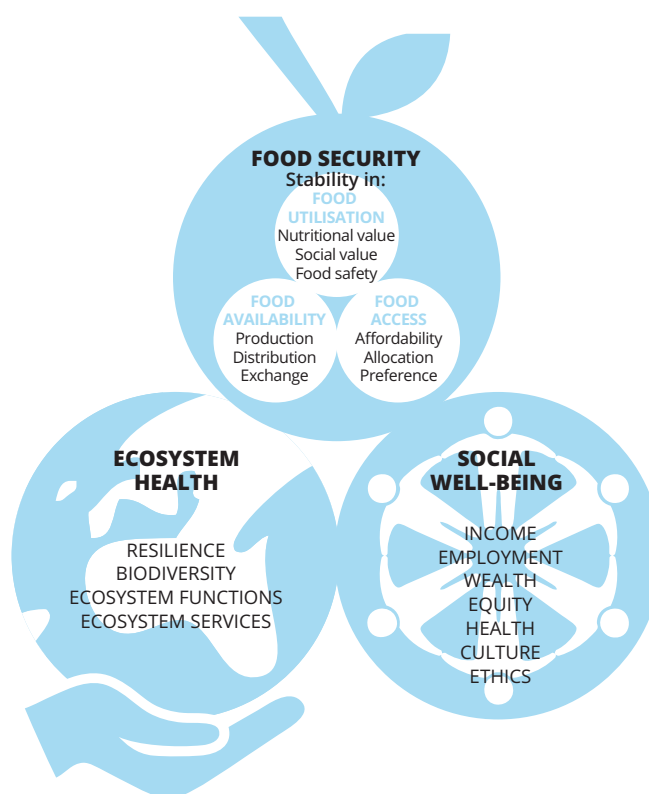 FOOD SECURITY
Stability in:
FOOD
UTILISATION
Nutritional value
Social value
Food safety
FOOD
AVAILABILITY
Production
Distribution
Exchange
FOOD
ACCESS
Affordability
Allocation
Preference
ECOSYSTEM
HEALTH
RESILIENCE
BIODIVERSITY
ECOSYSTEM FUNCTIONS
ECOSYSTEM SERVICES
SOCIAL
WELL-BEING
INCOME
EMPLOYMENT
WEALTH
EQUITY
HEALTH
CULTURE
ETHICS